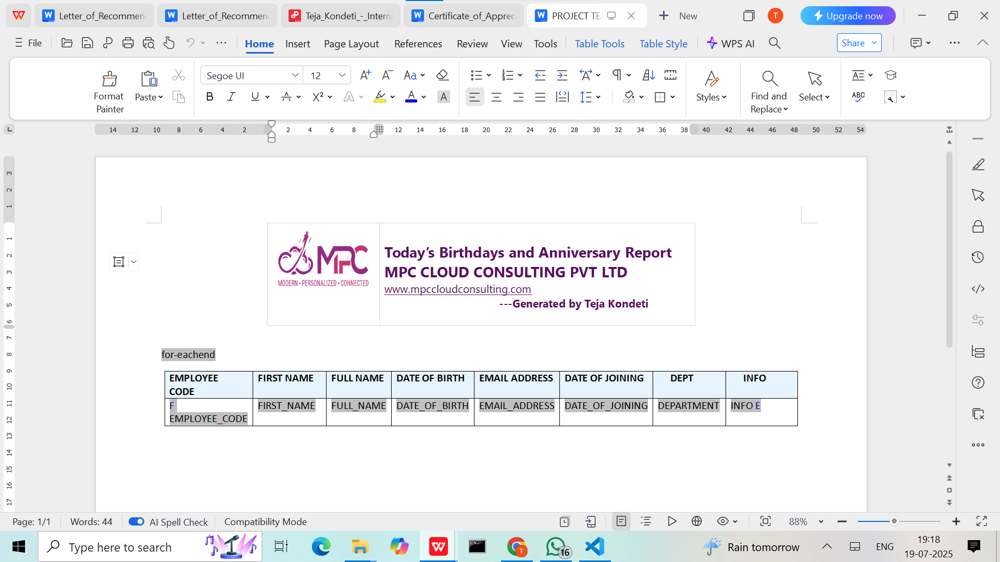 Letter_of_Recommen
Letter_of_Recommen
Teja_Kondeti_-_Intern
Certificate_of_Appreci
PROJECT TEJ
New
T
Upgrade now
File
Home
Insert
Page Layout
References
Review
View
Tools
Table Tools
Table Style
WPS AI
Share
Format
Painter
Paste
Segoe UI
12
Styles
Find and
Replace
Select
14 12 10 8 6 4 2 2 4 6 8 12 14 16 18 20 22 24 26 28 30 32 34 36 38 40 42 44 46 48 50 52 54
3
2
1
1
2
3
4
5
6
7
8
9
10
11
12
13
14
15
16
17
MPC
MODERN • PERSONALIZED • CONNECTED
Today’s Birthdays and Anniversary Report
MPC CLOUD CONSULTING PVT LTD
www.mpccloudconsulting.com
---Generated by Teja Kondeti
for-eachend
EMPLOYEE CODE FIRST NAME FULL NAME DATE OF BIRTH EMAIL ADDRESS DATE OF JOINING DEPT INFO
F EMPLOYEE_CODE FIRST_NAME FULL_NAME DATE_OF_BIRTH EMAIL_ADDRESS DATE_OF_JOINING DEPARTMENT INFO E
Page: 1/1
Words: 44
AI Spell Check
Compatibility Mode
88%
Type here to search
16
Rain tomorrow
ENG
19:18
19-07-2025